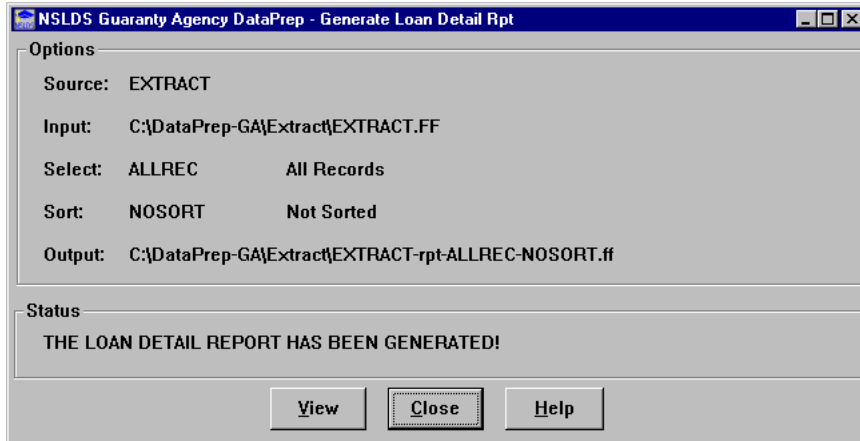 NSLDS Guaranty Agency DataPrep - Generate Loan Detail Rpt
Options
Source: EXTRACT
Input: C:\DataPrep-GA\Extract\EXTRACT.FF
Select: ALLREC All Records
Sort: NOSORT Not Sorted
Output: C:\DataPrep-GA\Extract\EXTRACT-rpt-ALLREC-NOSORT.ff
Status
THE LOAN DETAIL REPORT HAS BEEN GENERATED!
View Close Help